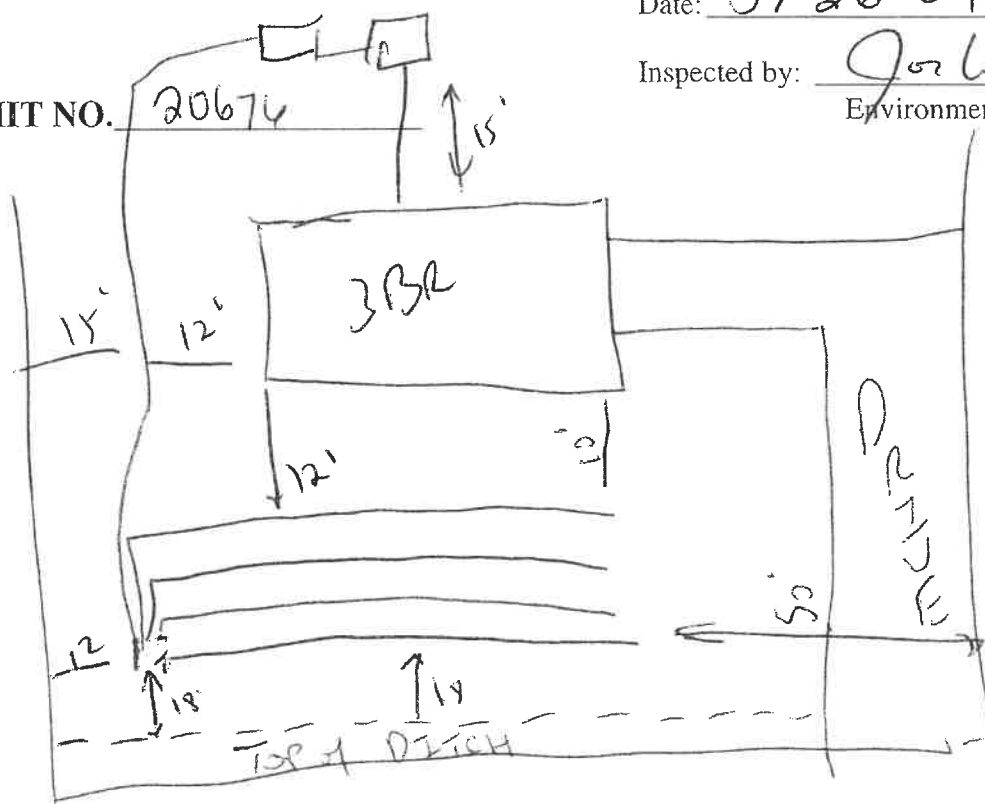 Date:
Inspected by:
MIT NO. 20674
Environmen
15'
3BR
15'
12'
12'
10'
DRIVE
50'
12
18'
18
Top of DITCH